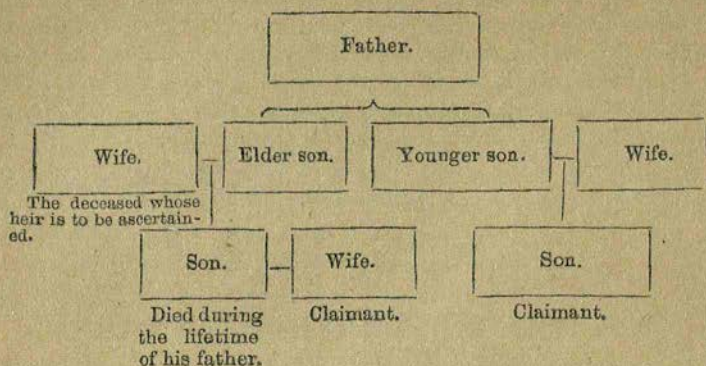 Father.
Wife.
Elder son.
Younger son.
Wife.
The deceased whose
heir is to be ascertain-
ed.
Son.
Wife.
Son.
Died during
the lifetime
of his father.
Claimant.
Claimant.